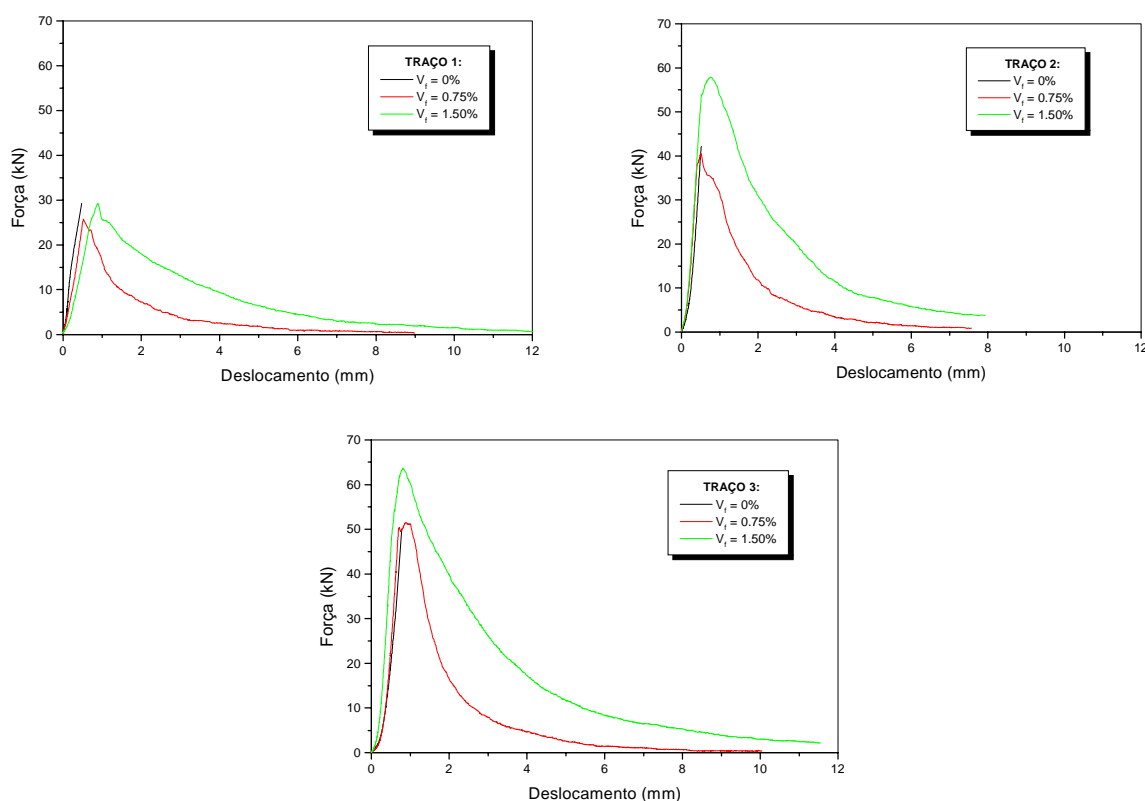 70
60
50
40
30
20
10
0
Força (kN)
TRAÇO 1:
V_f = 0%
V_f = 0.75%
V_f = 1.50%
0 2 4 6 8 10 12
Deslocamento (mm)
70
60
50
40
30
20
10
0
Força (kN)
TRAÇO 2:
V_f = 0%
V_f = 0.75%
V_f = 1.50%
0 2 4 6 8 10 12
Deslocamento (mm)
70
60
50
40
30
20
10
0
Força (kN)
TRAÇO 3:
V_f = 0%
V_f = 0.75%
V_f = 1.50%
0 2 4 6 8 10 12
Deslocamento (mm)